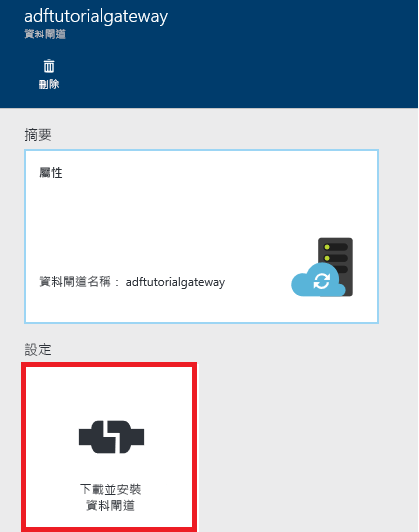 adftutorialgateway
資料閘道
刪除
摘要
屬性
資料閘道名稱： adftutorialgateway
設定
下載並安裝
資料閘道